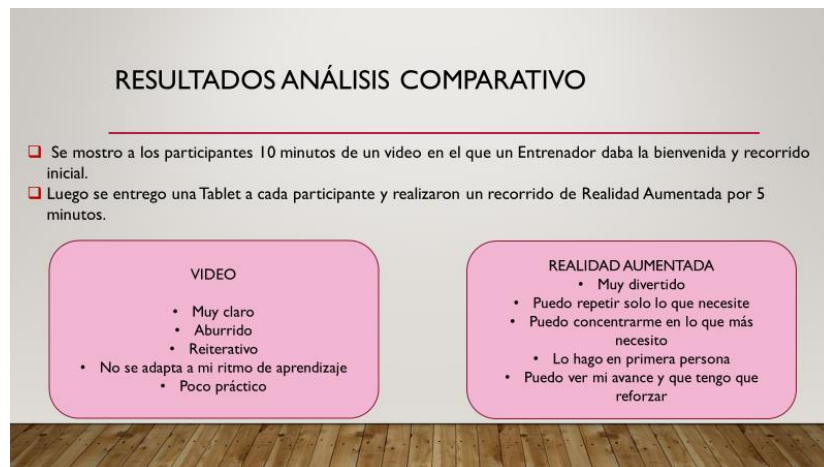 RESULTADOS ANÁLISIS COMPARATIVO
Se mostro a los participantes 10 minutos de un video en el que un Entrenador daba la bienvenida y recorrido
inicial.
Luego se entrego una Tablet a cada participante y realizaron un recorrido de Realidad Aumentada por 5
minutos.
VIDEO
• Muy claro
• Aburrido
• Reiterativo
• No se adapta a mi ritmo de aprendizaje
• Poco práctico
REALIDAD AUMENTADA
• Muy divertido
• Puedo repetir solo lo que necesite
• Puedo concentrarme en lo que más
necesito
• Lo hago en primera persona
• Puedo ver mi avance y que tengo que
reforzar